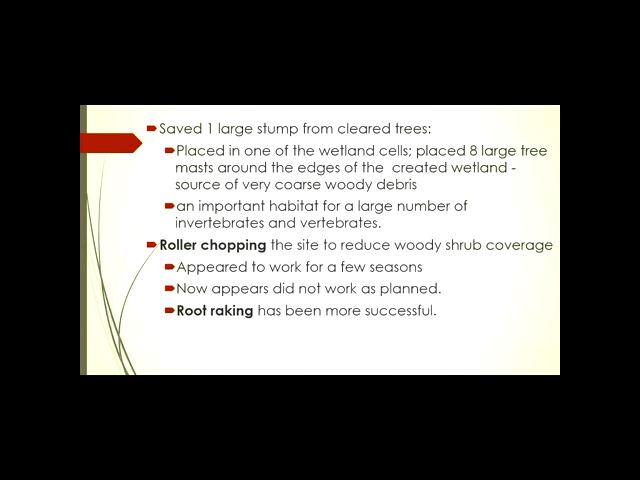 Saved 1 large stump from cleared trees:
Placed in one of the wetland cells; placed 8 large tree
masts around the edges of the created wetland -
source of very coarse woody debris
an important habitat for a large number of
invertebrates and vertebrates.
Roller chopping the site to reduce woody shrub coverage
Appeared to work for a few seasons
Now appears did not work as planned.
Root raking has been more successful.